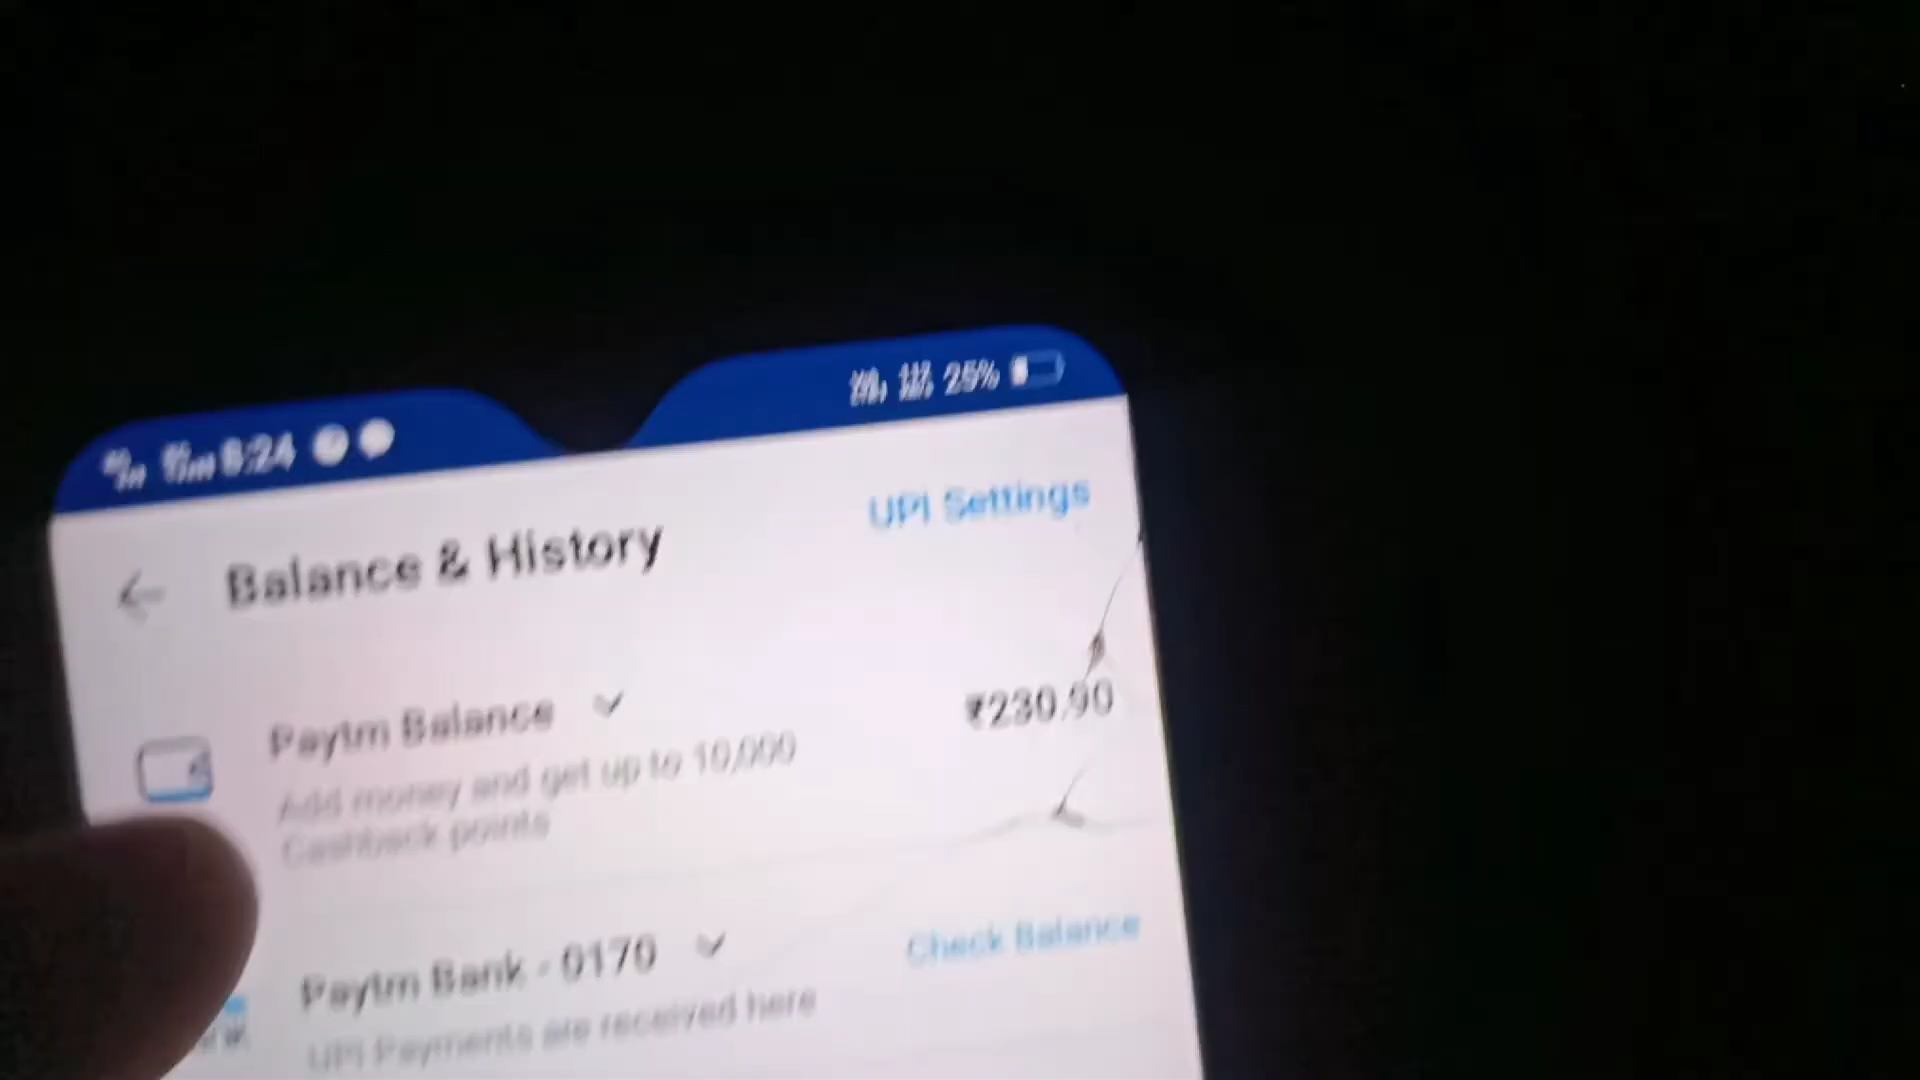 8:24
25%
← Balance & History
UPI Settings
Paytm Balance
₹230.90
Add money and get up to 10,000
Cashback points
Paytm Bank - 0170
Check Balance
UPI Payments are received here